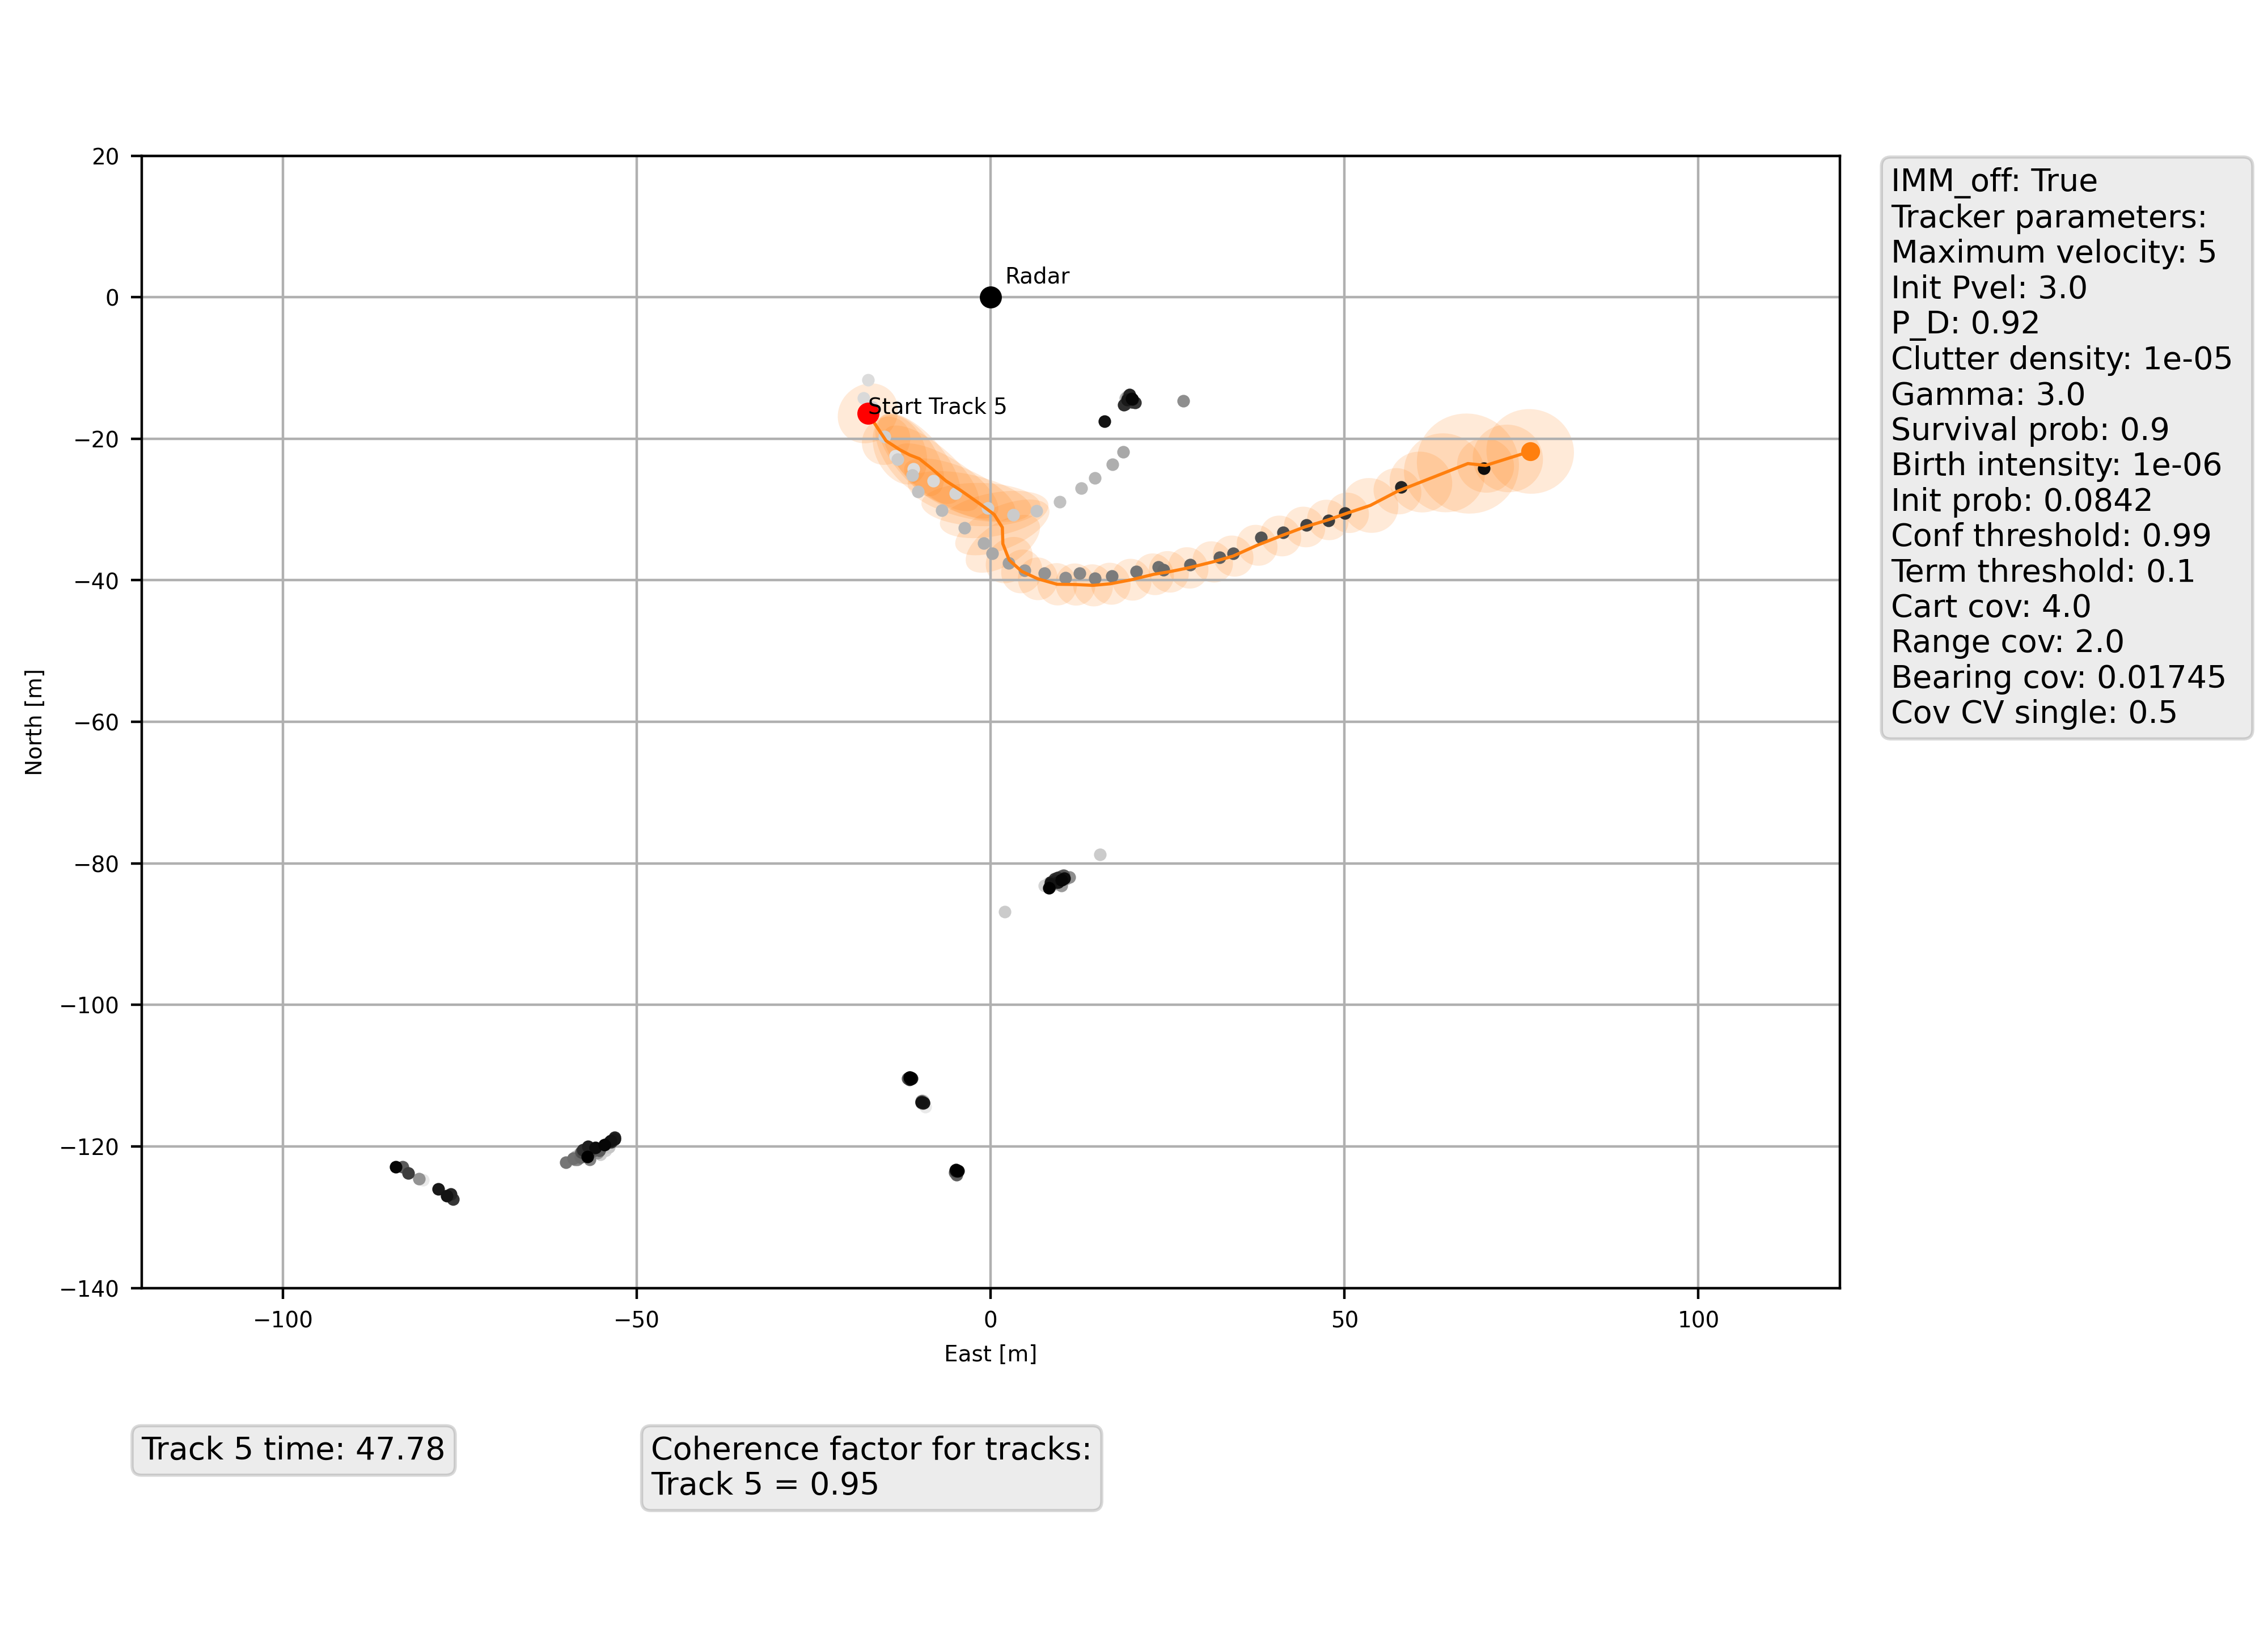 20
0
−20
−40
−60
−80
−100
−120
−140
North [m]
Radar
Start Track 5
−100
−50
0
50
100
East [m]
IMM_off: True
Tracker parameters:
Maximum velocity: 5
Init Pvel: 3.0
P_D: 0.92
Clutter density: 1e-05
Gamma: 3.0
Survival prob: 0.9
Birth intensity: 1e-06
Init prob: 0.0842
Conf threshold: 0.99
Term threshold: 0.1
Cart cov: 4.0
Range cov: 2.0
Bearing cov: 0.01745
Cov CV single: 0.5
Track 5 time: 47.78
Coherence factor for tracks:
Track 5 = 0.95